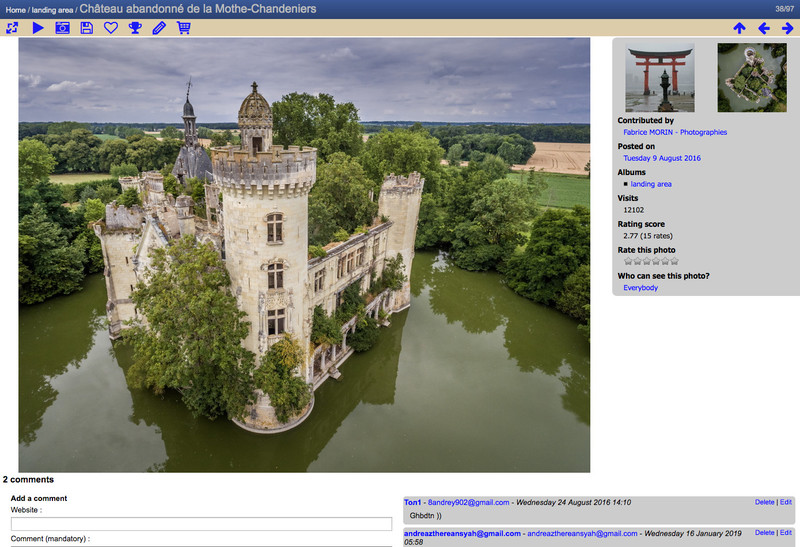 Home / landing area / Château abandonné de la Mothe-Chandeniers
38/97
Contributed by
Fabrice MORIN - Photographies
Posted on
Tuesday 9 August 2016
Albums
landing area
Visits
12102
Rating score
2.77 (15 rates)
Rate this photo
Who can see this photo?
Everybody
2 comments
Add a comment
Website :
Comment (mandatory) :
Ton1 - 8andrey902@gmail.com - Wednesday 24 August 2016 14:10
Delete | Edit
Ghbdtn ))
andreazthereansyah@gmail.com - andreazthereansyah@gmail.com - Wednesday 16 January 2019
05:58
Delete | Edit